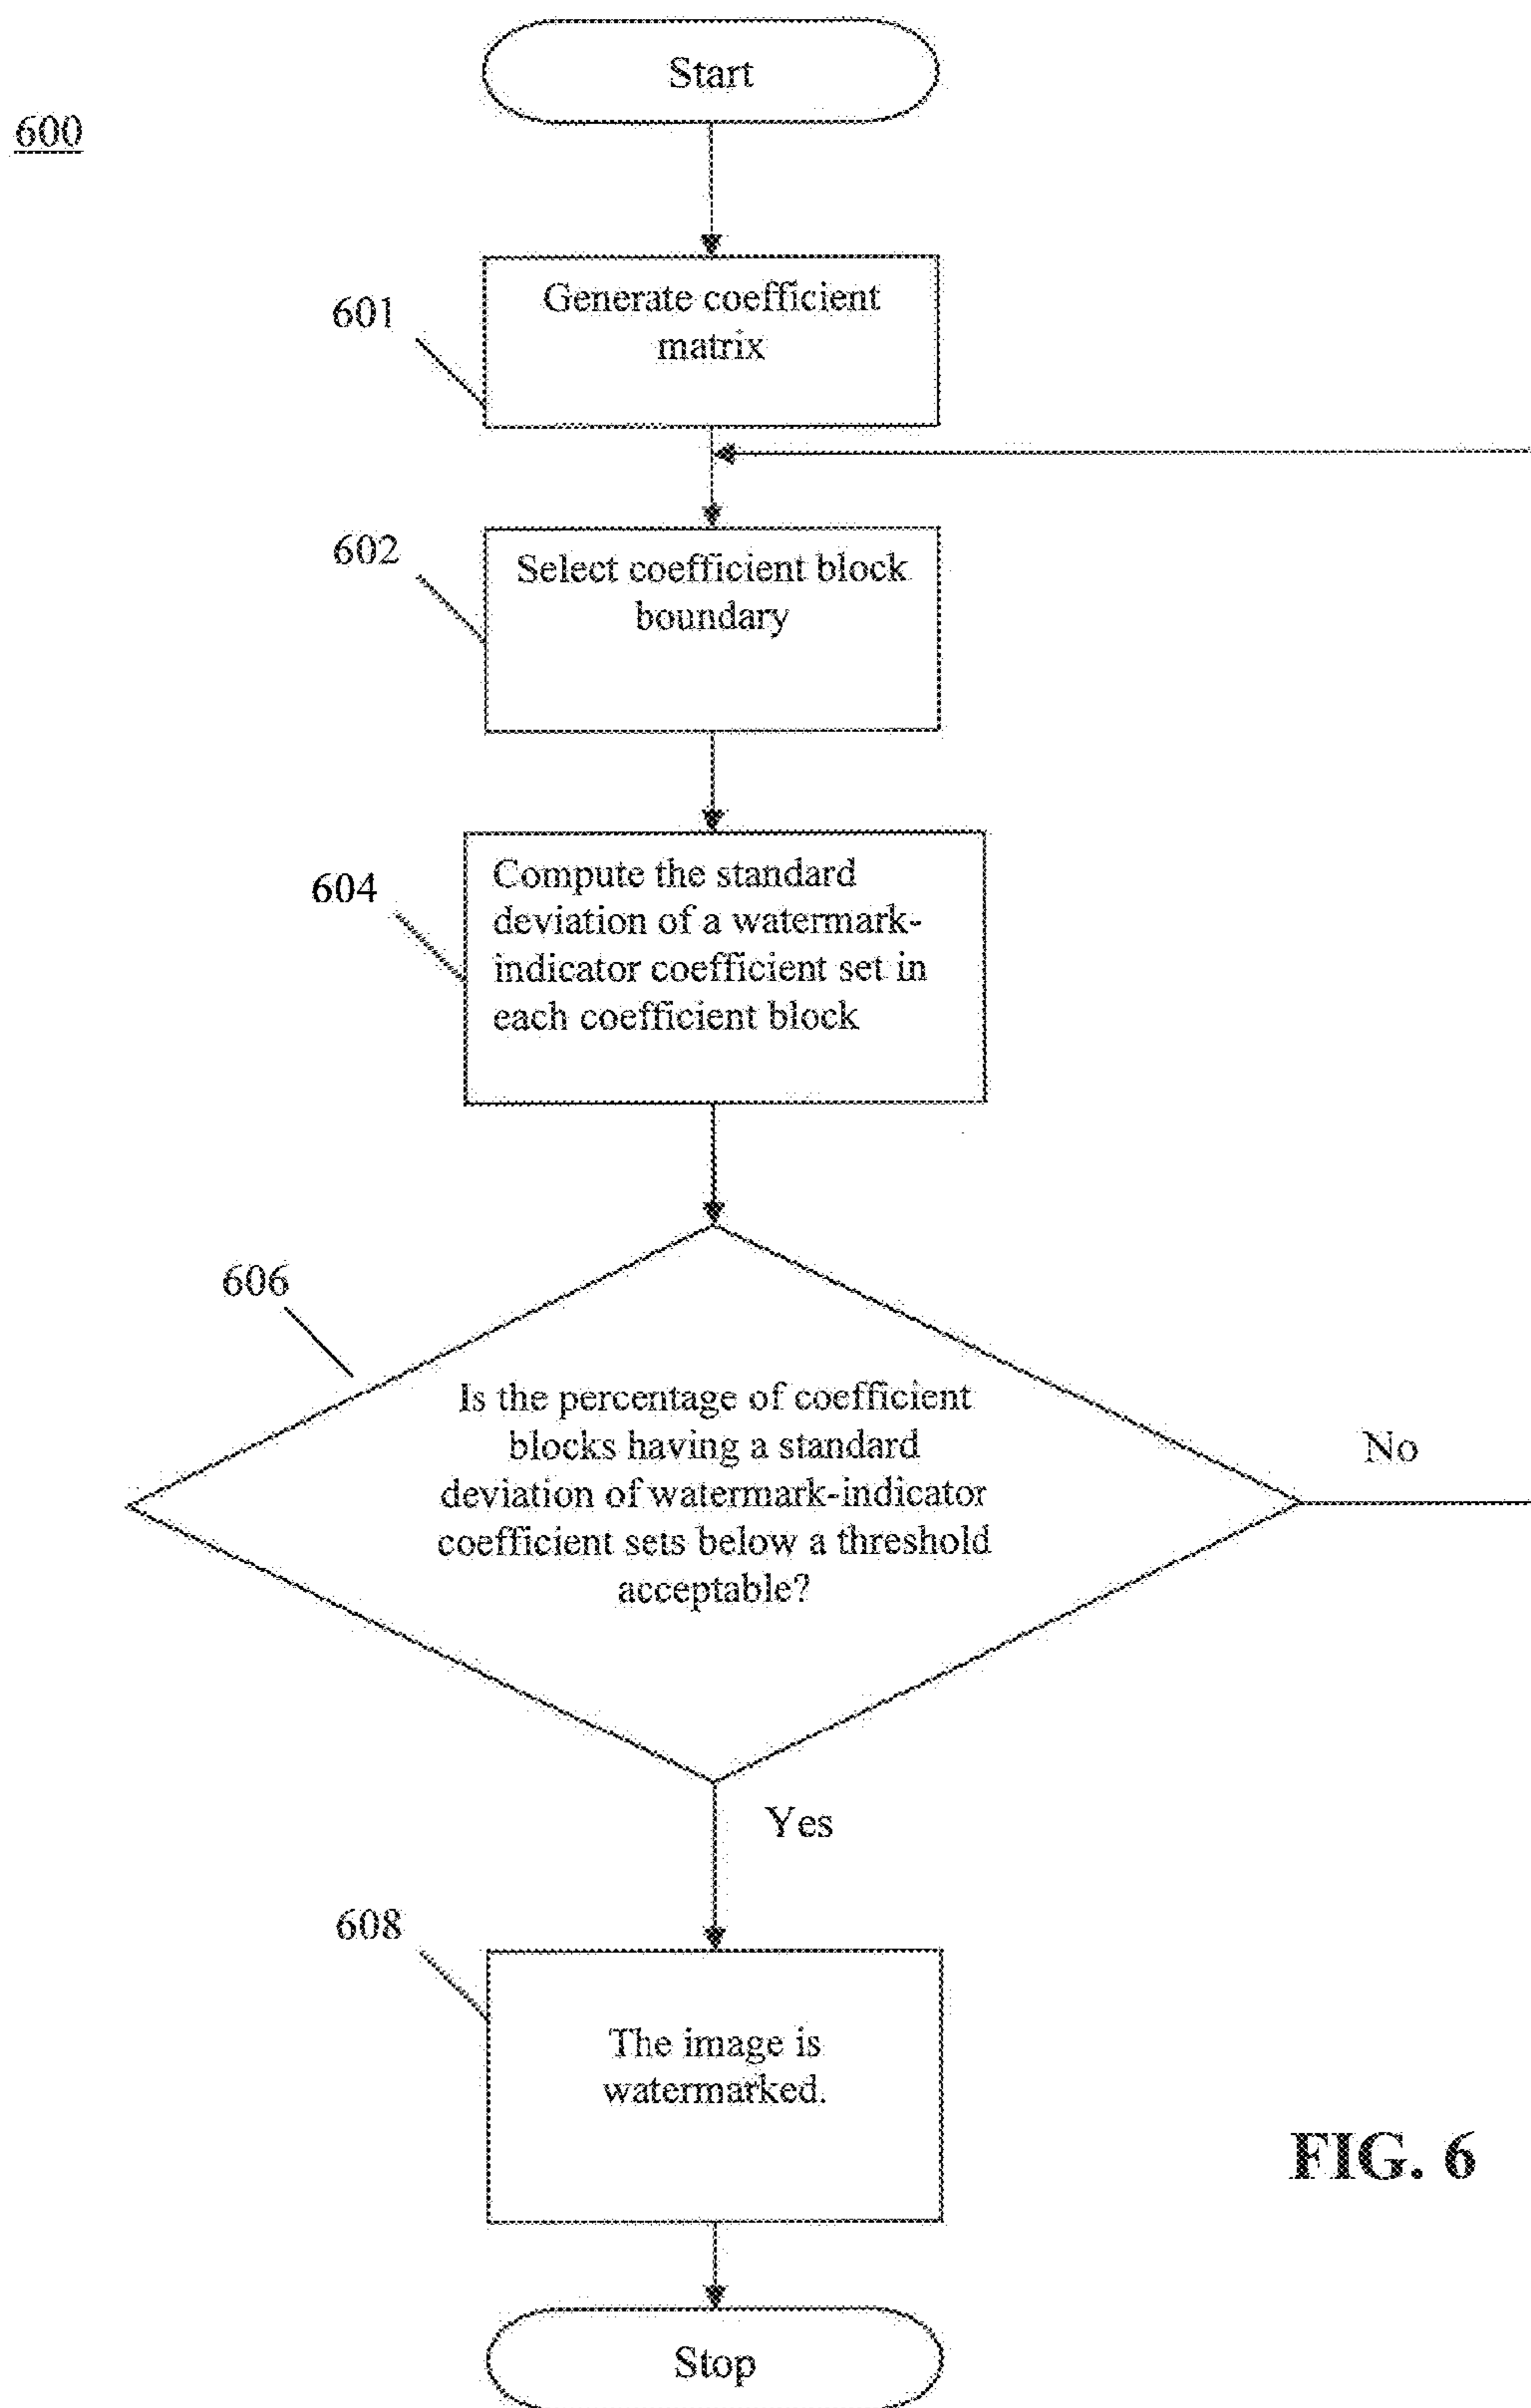 Start
600
601
Generate coefficient
matrix
602
Select coefficient block
boundary
604
Compute the standard
deviation of a watermark-
indicator coefficient set in
each coefficient block
606
Is the percentage of coefficient
blocks having a standard
deviation of watermark-indicator
coefficient sets below a threshold
acceptable?
No
Yes
608
The image is
watermarked.
FIG. 6
Stop